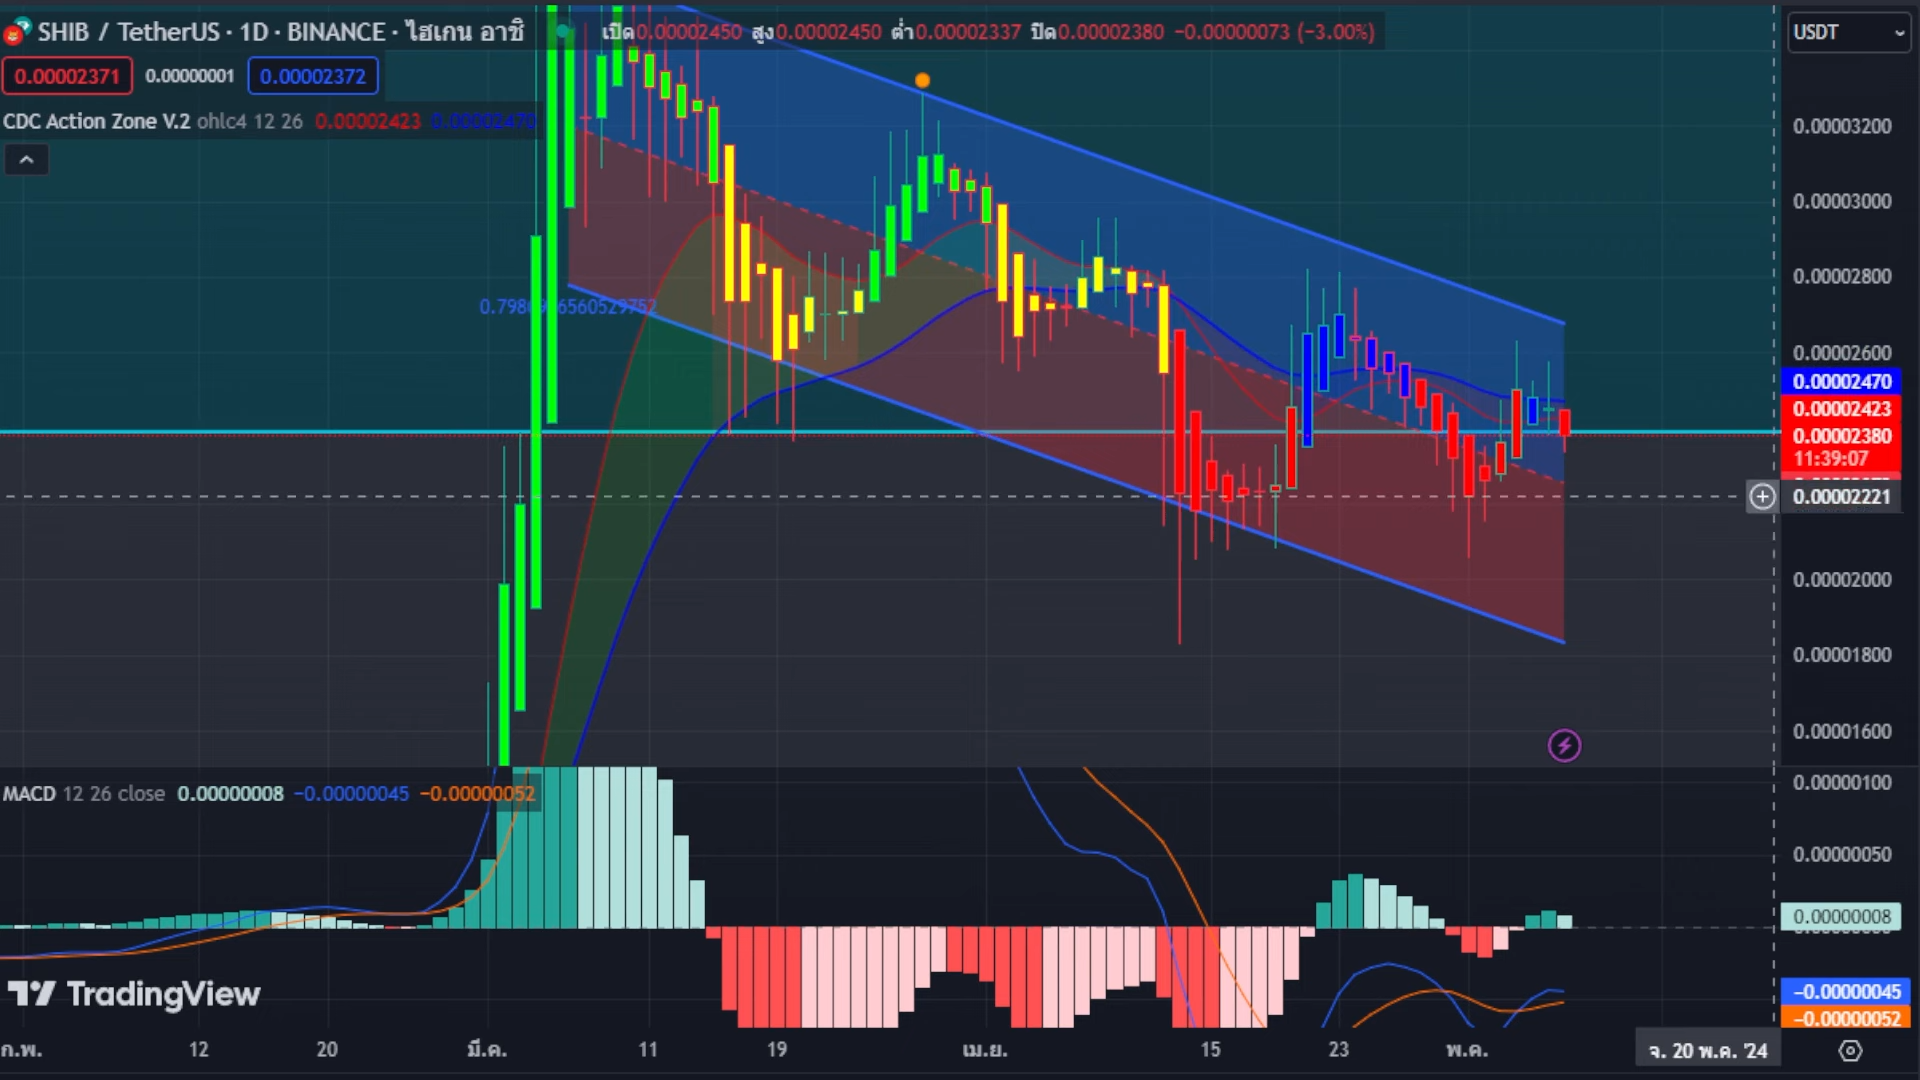 SHIB / TetherUS · 1D · BINANCE · ไฮเกน อาชิ
เปิด0.00002450 สูง0.00002450 ต่ำ0.00002337 ปิด0.00002380 −0.00000073 (−3.00%)
USDT
0.00002371 0.00000001 0.00002372
CDC Action Zone V.2 ohlc4 12 26 0.00002423 0.00002470
0.00003200
0.00003000
0.00002800
0.00002600
0.00002470
0.00002423
0.00002380
11:39:07
0.00002221
0.00002000
0.00001800
0.00001600
MACD 12 26 close 0.00000008 −0.00000045 −0.00000052
0.00000100
0.00000050
0.00000008
−0.00000045
−0.00000052
TradingView
ก.พ. 12 20 มี.ค. 11 19 เม.ย. 15 23 พ.ค. จ. 20 พ.ค. '24